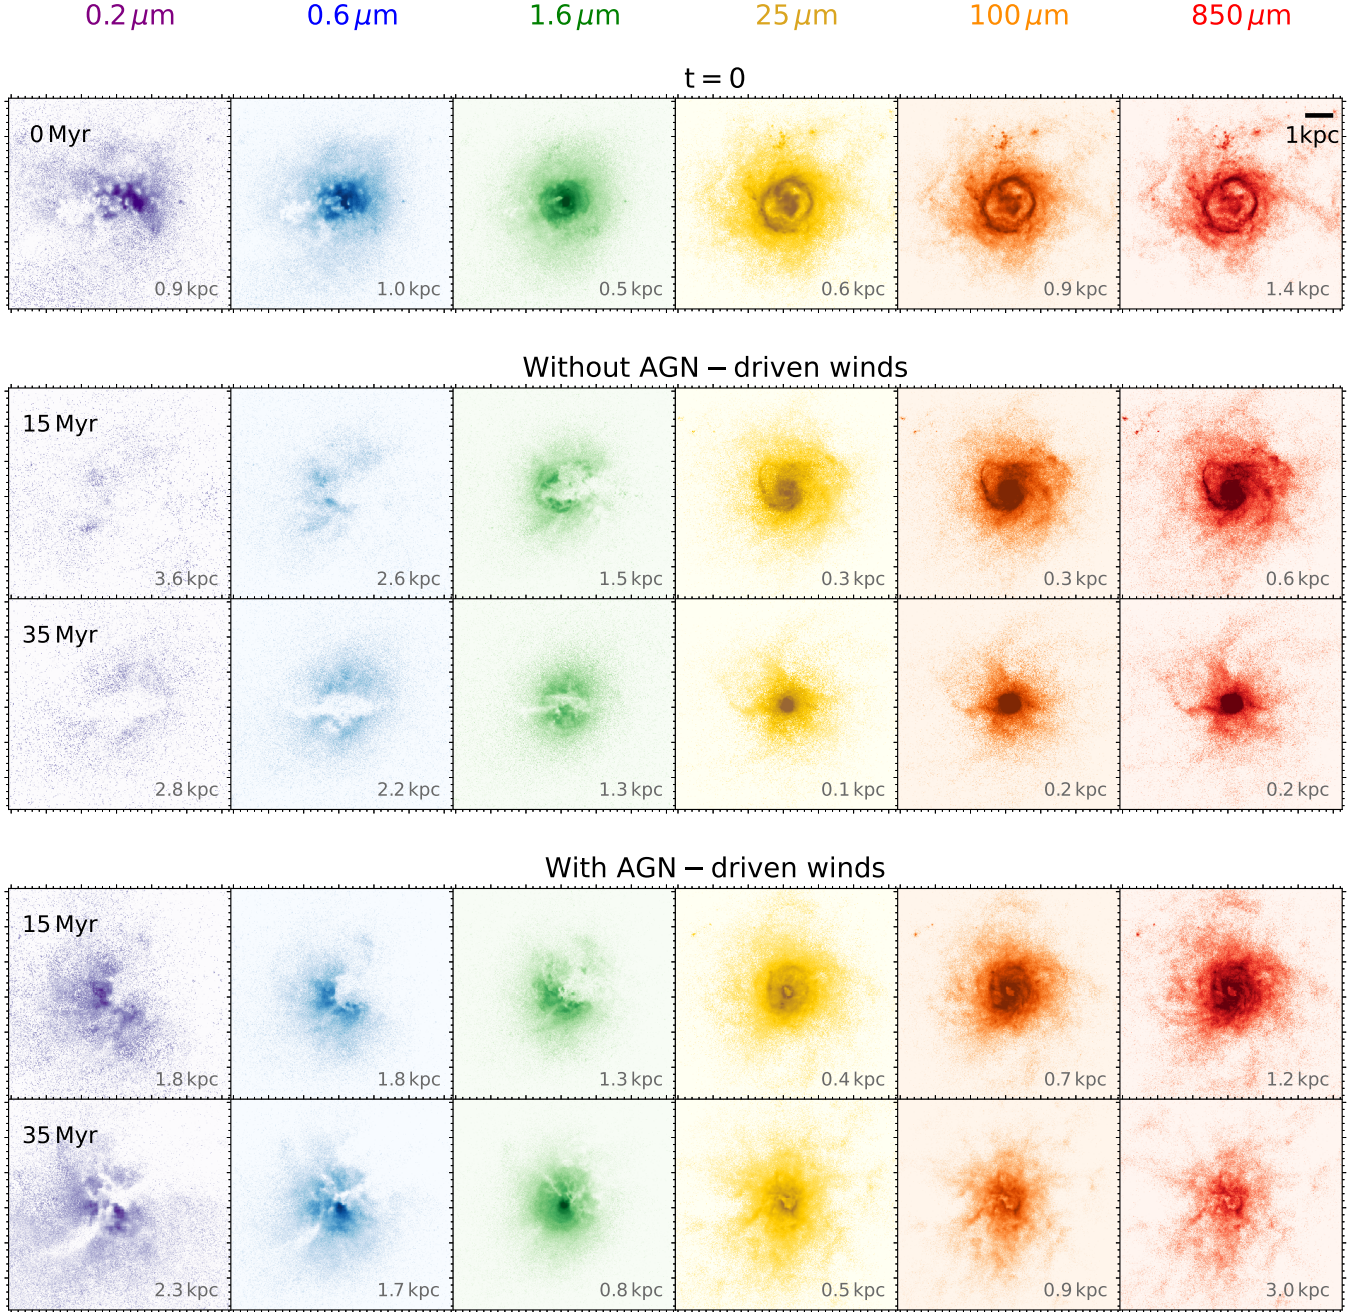 0.2 μm 0.6 μm 1.6 μm 25 μm 100 μm 850 μm
t = 0
0 Myr
1kpc
0.9 kpc 1.0 kpc 0.5 kpc 0.6 kpc 0.9 kpc 1.4 kpc
Without AGN − driven winds
15 Myr
3.6 kpc 2.6 kpc 1.5 kpc 0.3 kpc 0.3 kpc 0.6 kpc
35 Myr
2.8 kpc 2.2 kpc 1.3 kpc 0.1 kpc 0.2 kpc 0.2 kpc
With AGN − driven winds
15 Myr
1.8 kpc 1.8 kpc 1.3 kpc 0.4 kpc 0.7 kpc 1.2 kpc
35 Myr
2.3 kpc 1.7 kpc 0.8 kpc 0.5 kpc 0.9 kpc 3.0 kpc